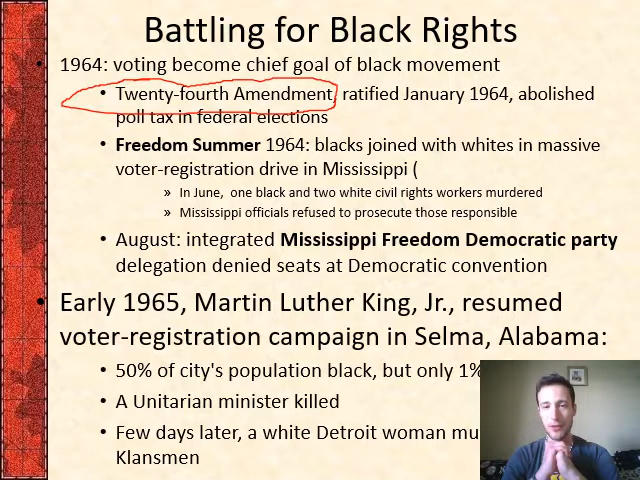 Battling for Black Rights
• 1964: voting become chief goal of black movement
• Twenty-fourth Amendment, ratified January 1964, abolished
poll tax in federal elections
• Freedom Summer 1964: blacks joined with whites in massive
voter-registration drive in Mississippi (
» In June, one black and two white civil rights workers murdered
» Mississippi officials refused to prosecute those responsible
• August: integrated Mississippi Freedom Democratic party
delegation denied seats at Democratic convention
• Early 1965, Martin Luther King, Jr., resumed
voter-registration campaign in Selma, Alabama:
• 50% of city's population black, but only 1%
• A Unitarian minister killed
• Few days later, a white Detroit woman
Klansmen